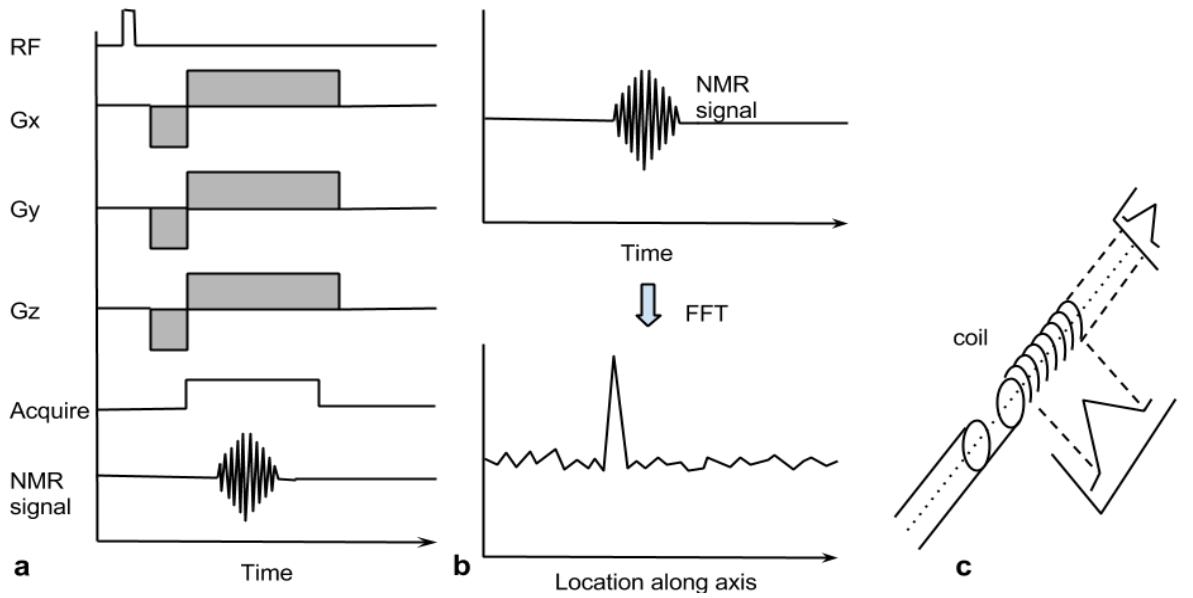 RF
Gx
Gy
Gz
Acquire
NMR
signal
Time
a
NMR
signal
Time
FFT
Location along axis
b
coil
c